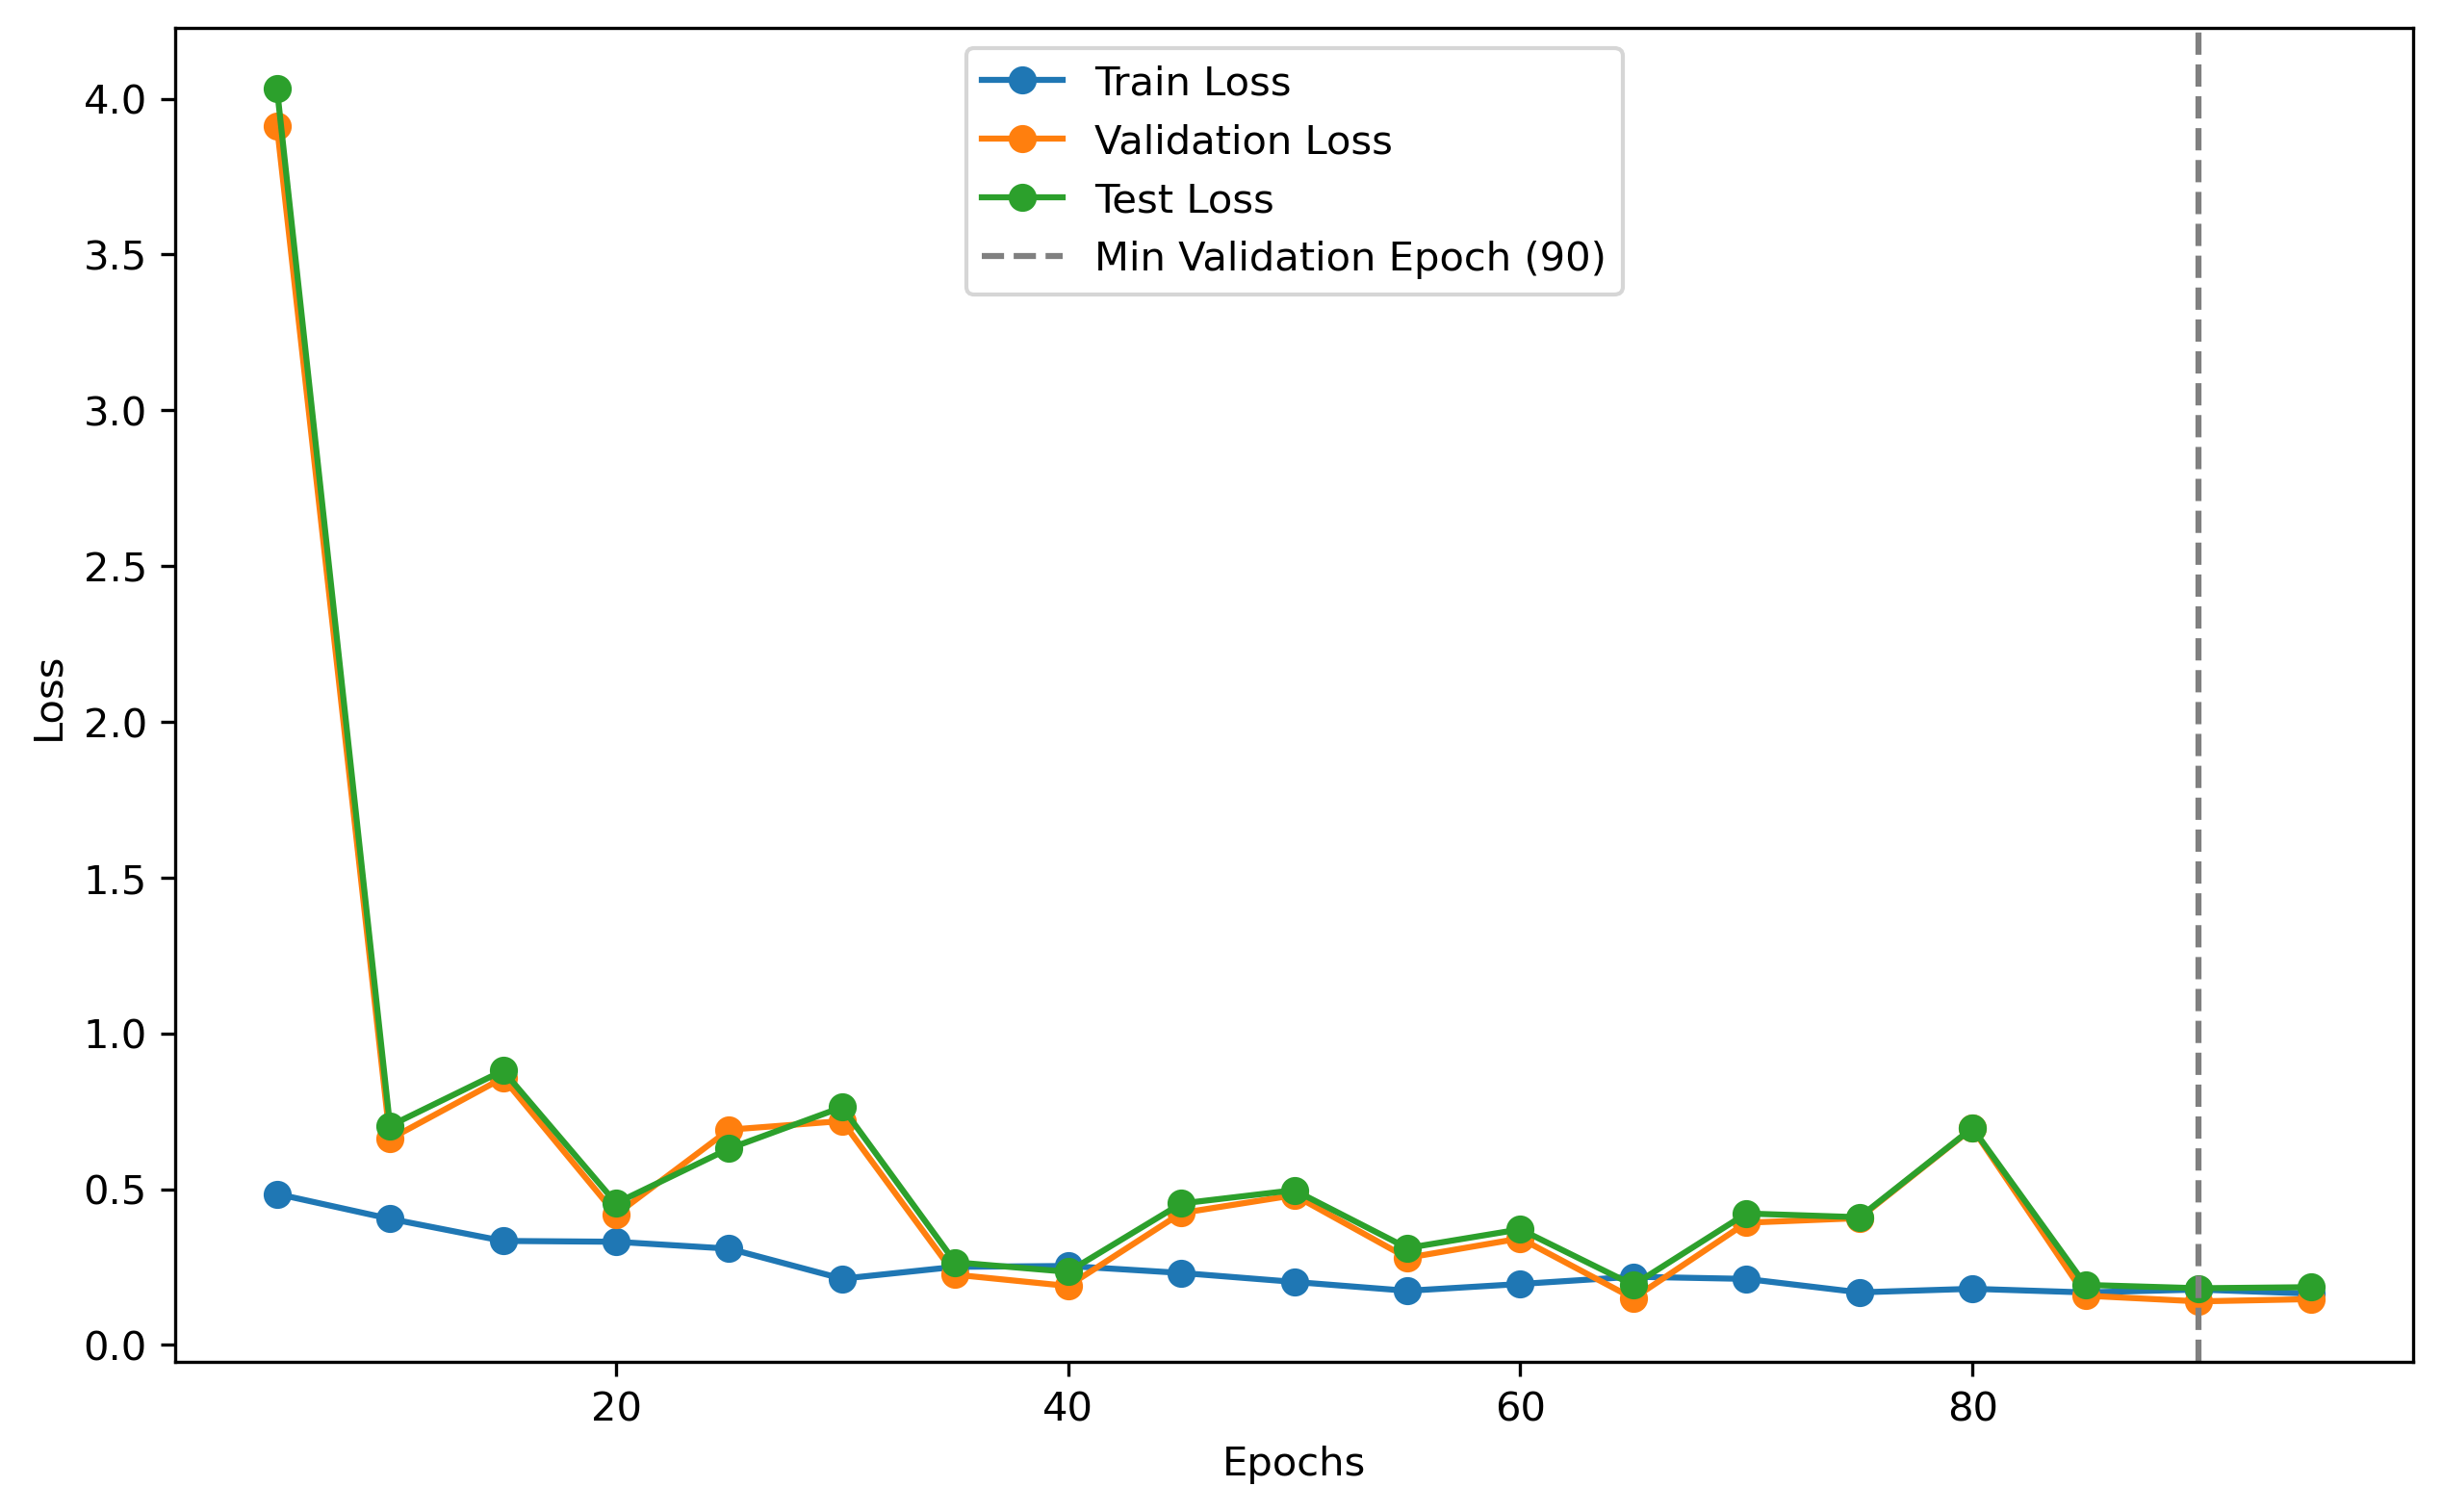 Train Loss
Validation Loss
Test Loss
Min Validation Epoch (90)
4.0
3.5
3.0
2.5
2.0
1.5
1.0
0.5
0.0
Loss
20 40 60 80
Epochs